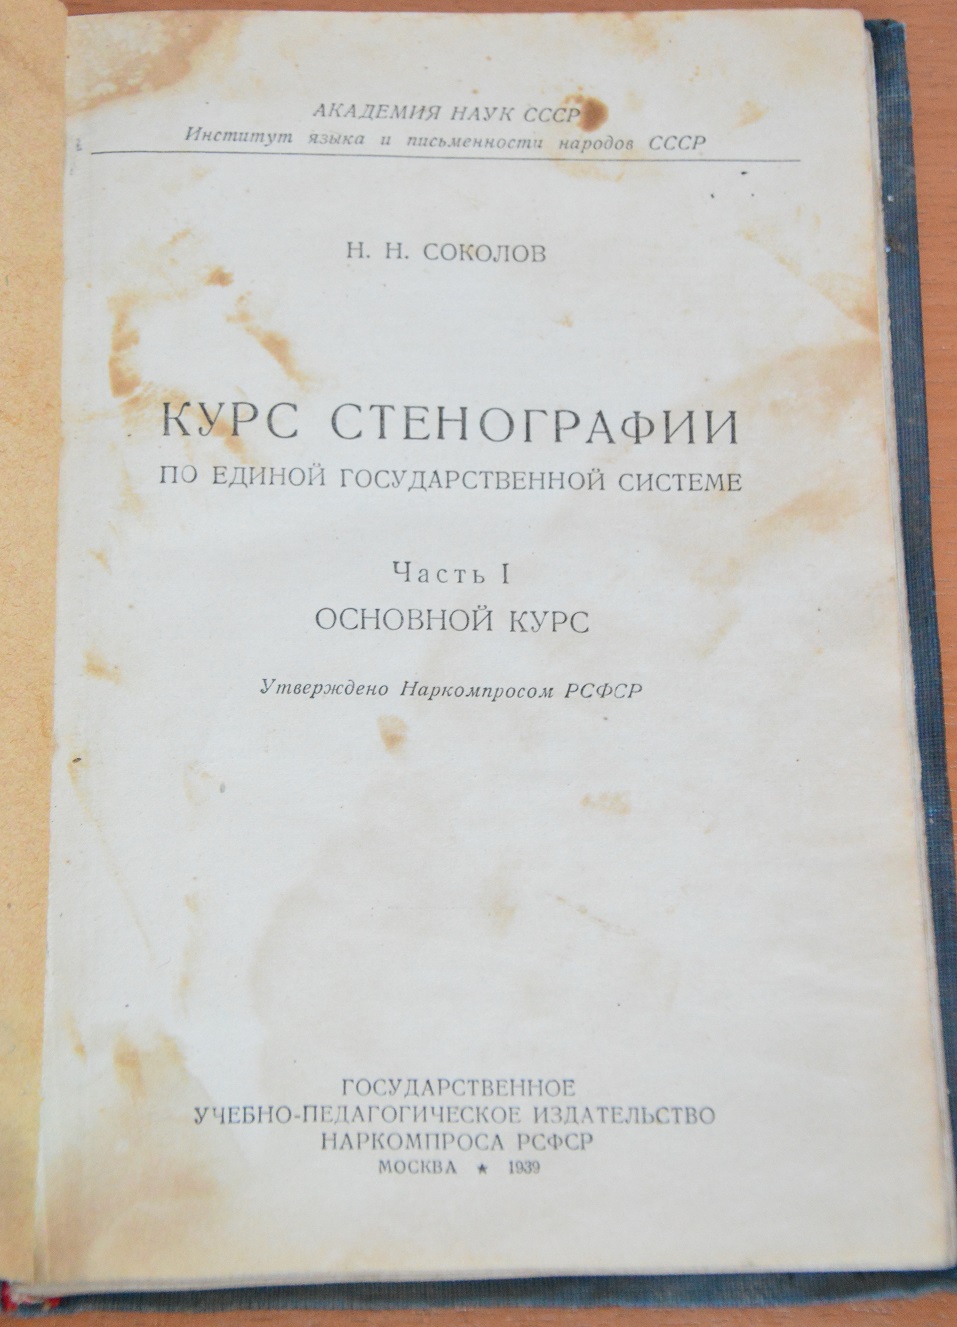 АКАДЕМИЯ НАУК СССР
Институт языка и письменности народов СССР
Н. Н. СОКОЛОВ
КУРС СТЕНОГРАФИИ
ПО ЕДИНОЙ ГОСУДАРСТВЕННОЙ СИСТЕМЕ
Часть I
ОСНОВНОЙ КУРС
Утверждено Наркомпросом РСФСР
ГОСУДАРСТВЕННОЕ
УЧЕБНО-ПЕДАГОГИЧЕСКОЕ ИЗДАТЕЛЬСТВО
НАРКОМПРОСА РСФСР
МОСКВА ★ 1939